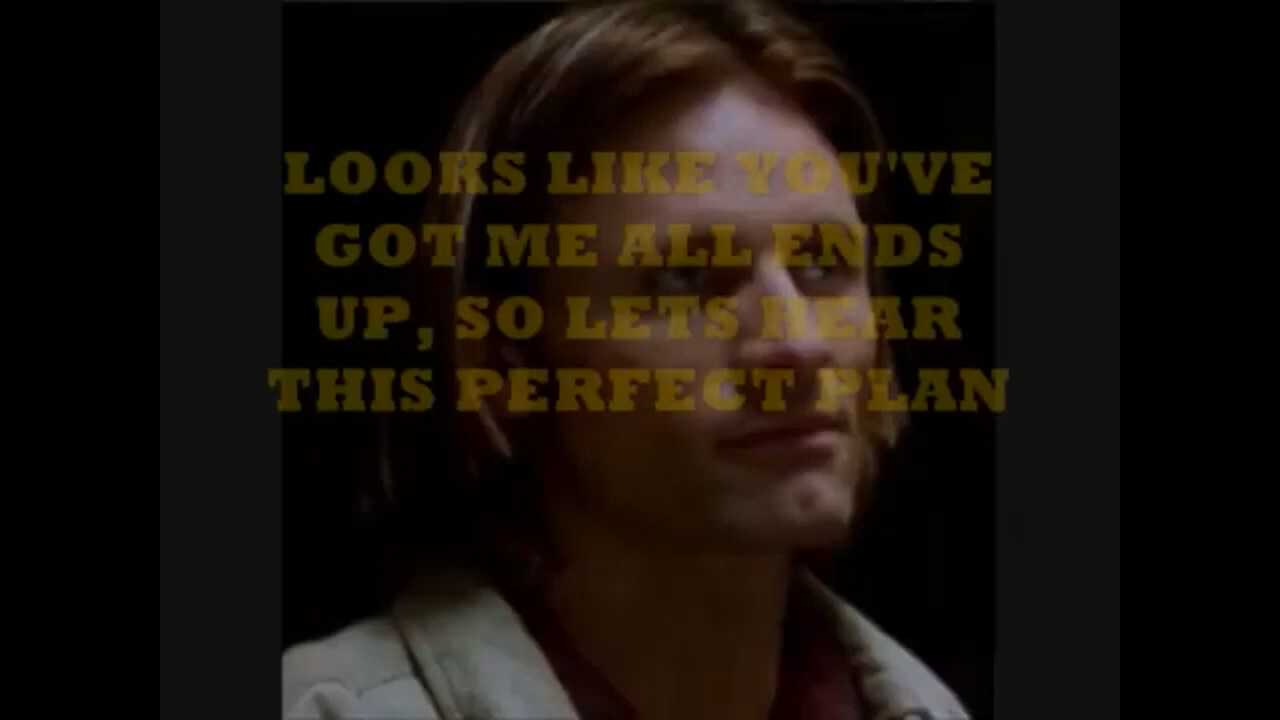 LOOKS LIKE YOU'VE
GOT ME ALL ENDS
UP, SO LETS HEAR
THIS PERFECT PLAN